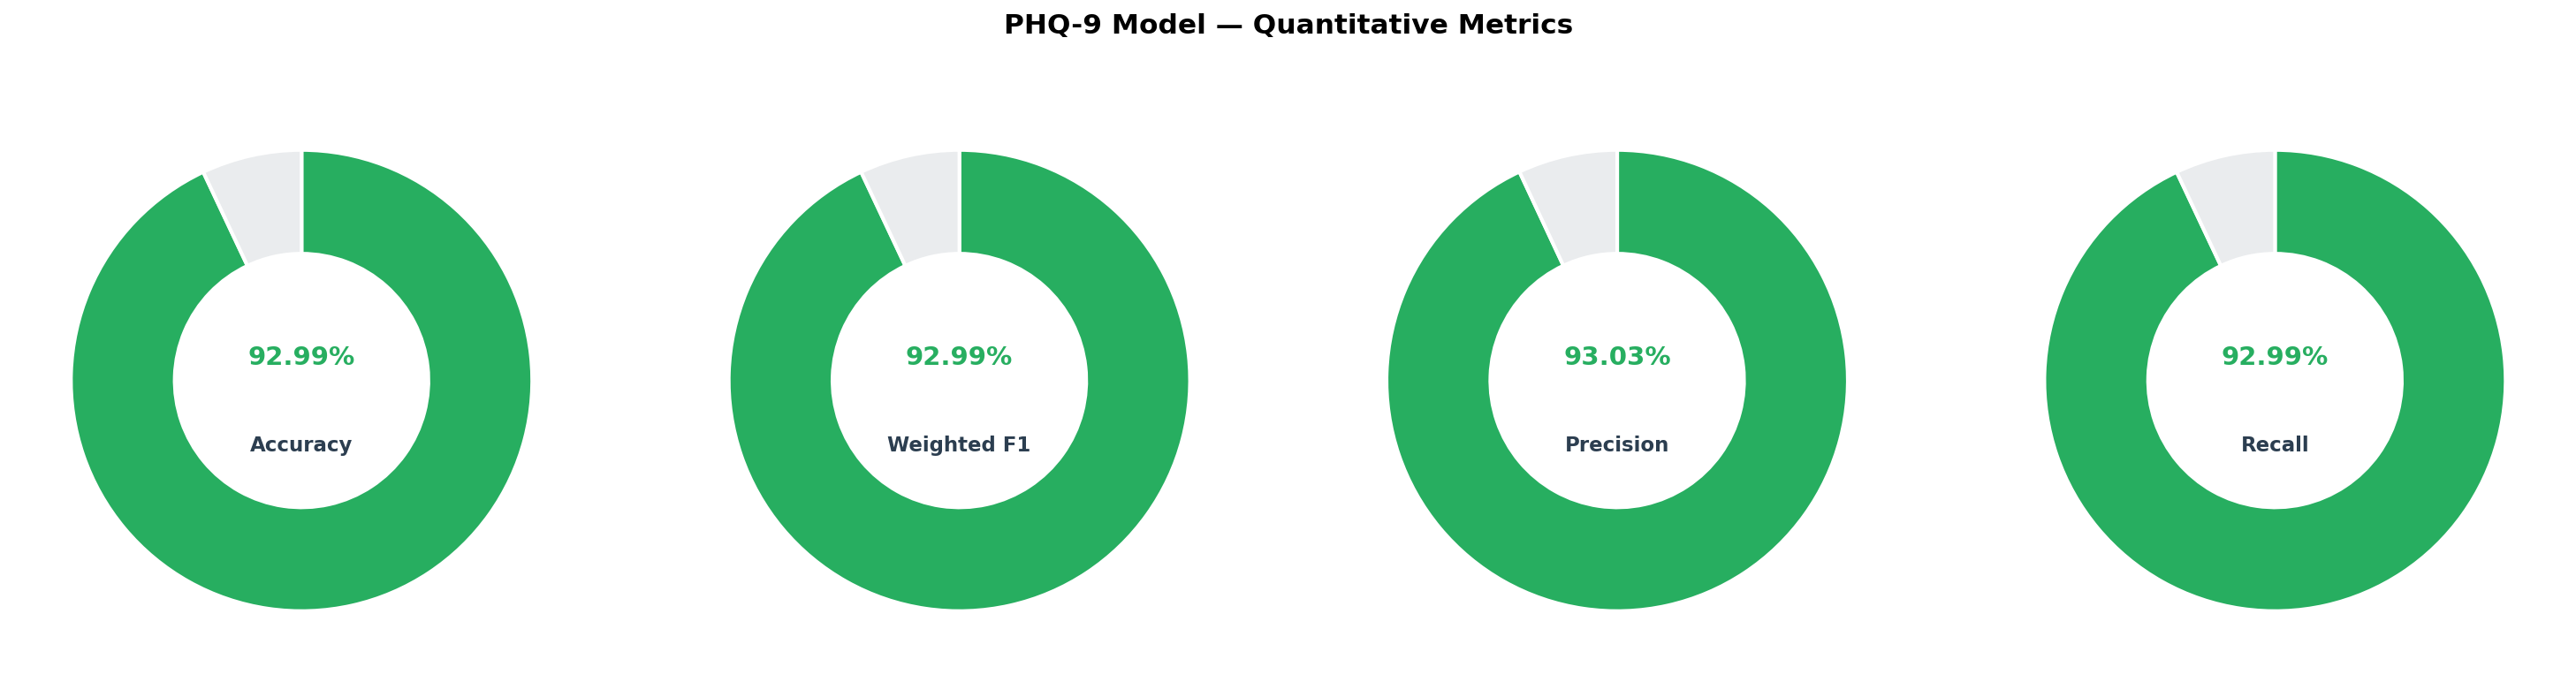 PHQ-9 Model — Quantitative Metrics
92.99%
Accuracy
92.99%
Weighted F1
93.03%
Precision
92.99%
Recall